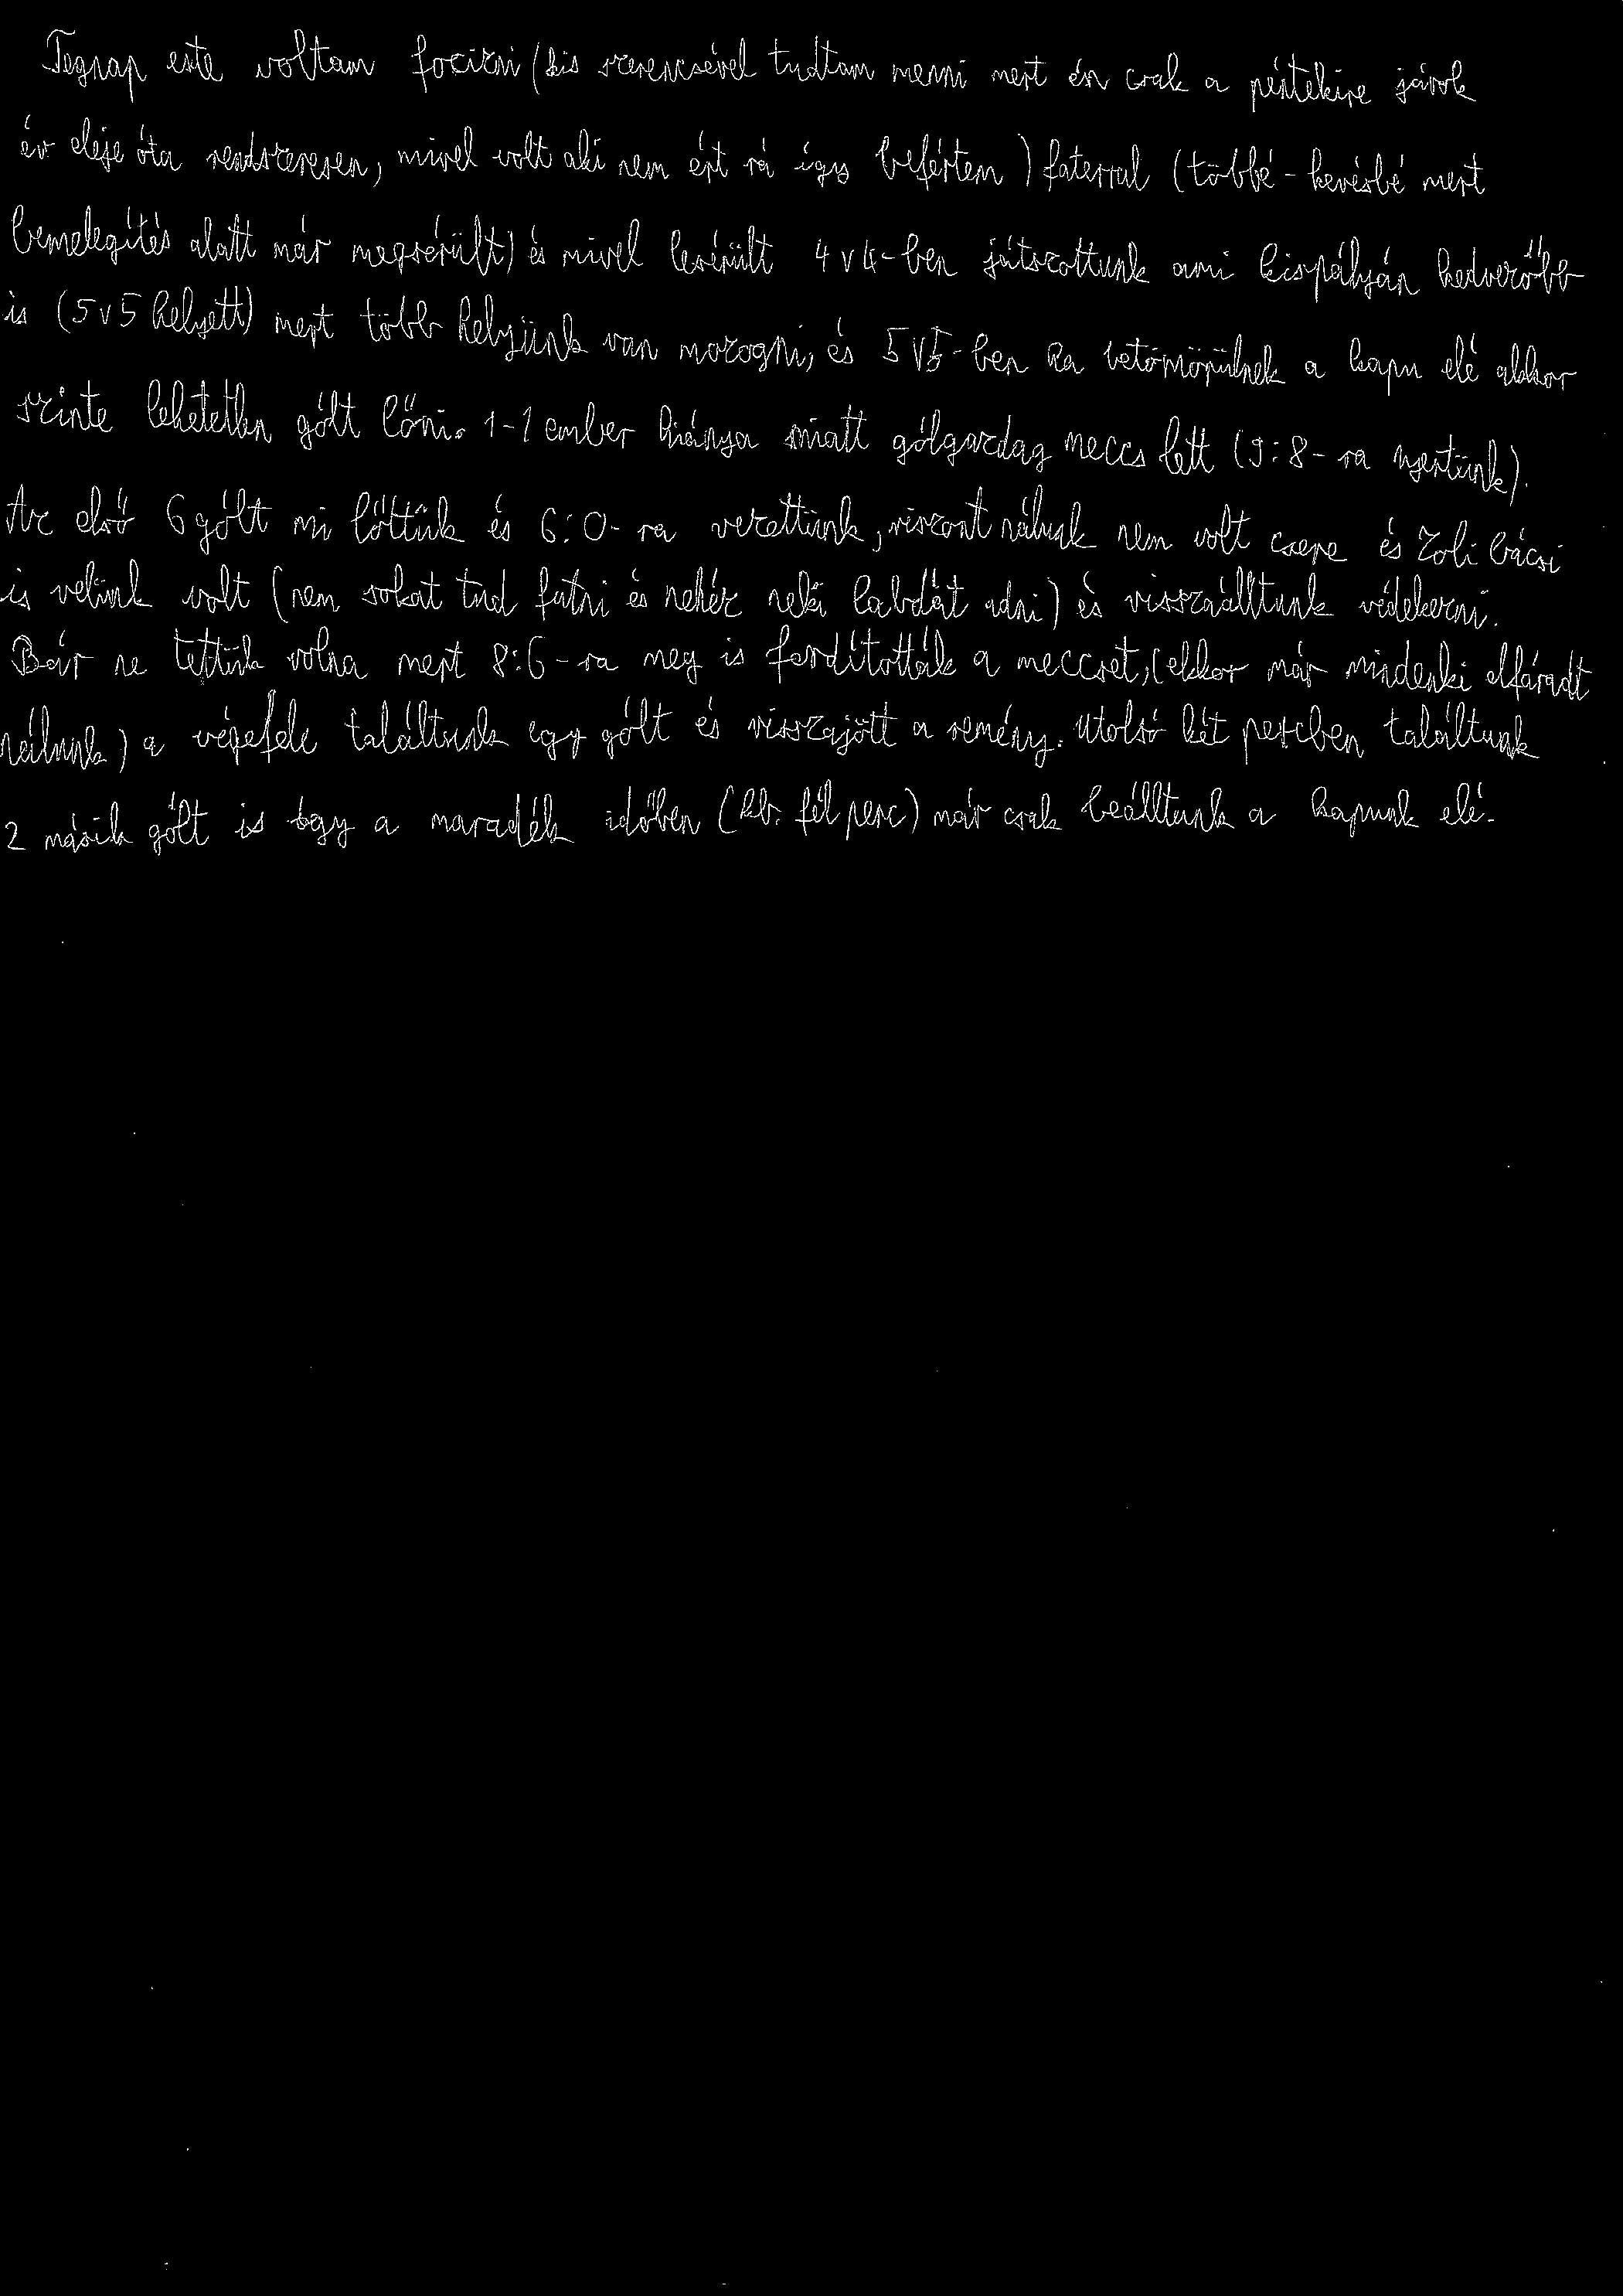 Tegnap este voltam focizni (kis szerencsével tudtam menni mert én csak a péntekire járok
év eleje óta rendszeresen, mivel volt aki nem ért rá így befértem) faterral (többé-kevésbé mert
bemelegítés alatt már megsérült) és mivel lesérült 4v4-ben játszottunk ami kispályán kedvezőbb
is (5v5 helyett) mert több helyünk van mozogni, és 5v5-ben ha betömörülnek a kapu elé akkor
szinte lehetetlen gólt lőni. 1-1 ember hiánya miatt gólgazdag meccs lett (9:8-ra nyertünk).
Az első 6 gólt mi lőttük és 6:0-ra vezettünk, viszont nálunk nem volt csere és Zoli bácsi
is velünk volt (nem sokat tud futni és nehéz neki labdát adni) és visszaálltunk védekezni.
Bár ne tettük volna mert 8:6-ra meg is fordították a meccset, (ekkor már mindenki elfáradt
nálunk) a végefele találtunk egy gólt és visszajött a remény. Utolsó két percben találtunk
2 másik gólt is így a maradék időben (kb. fél perc) már csak beálltunk a kapunk elé.